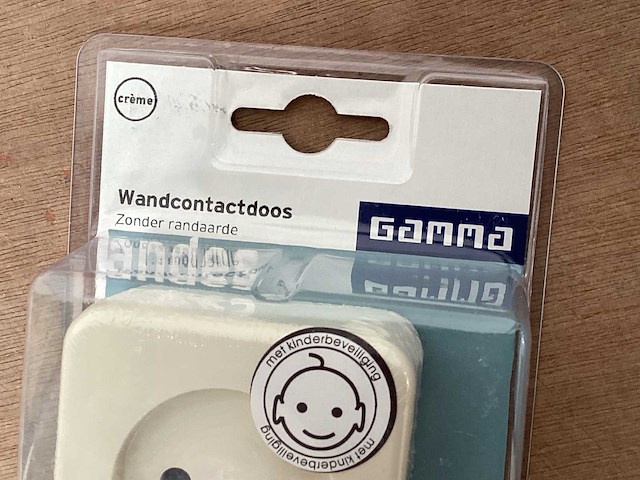 crème
Wandcontactdoos
Zonder randaarde
GAMMA
met kinderbeveiliging
met kinderbeveiliging